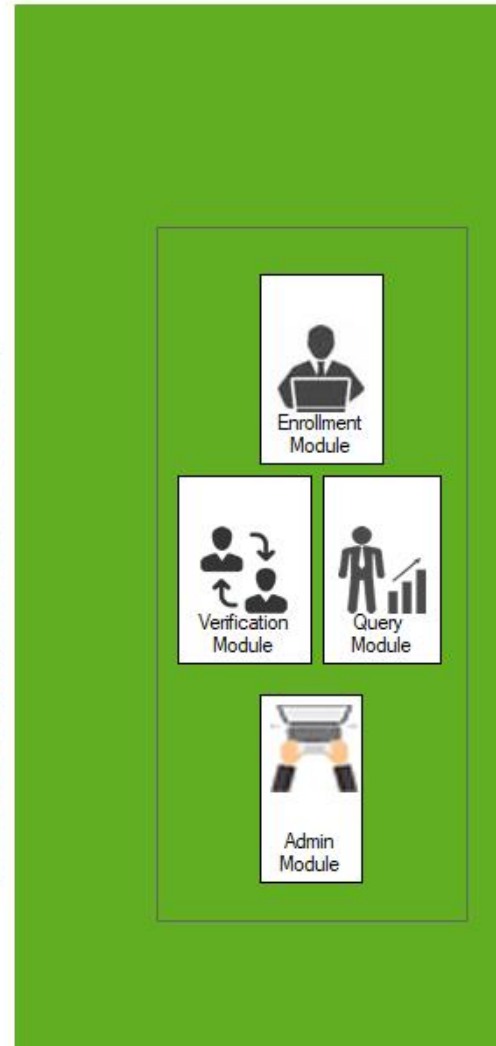 Enrollment
Module
Verification
Module
Query
Module
Admin
Module